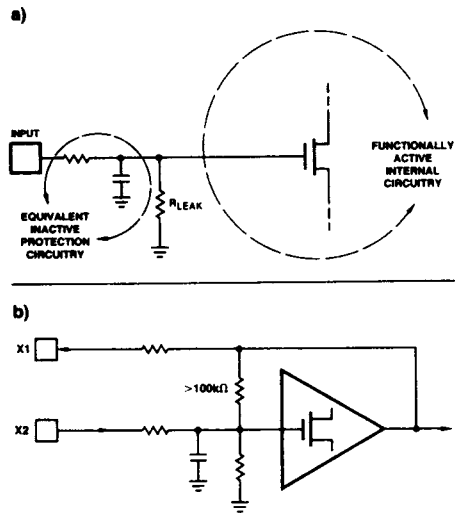 a)
INPUT
FUNCTIONALLY
ACTIVE
INTERNAL
CIRCUITRY
RLEAK
EQUIVALENT
INACTIVE
PROTECTION
CIRCUITRY
b)
X1
>100kΩ
X2